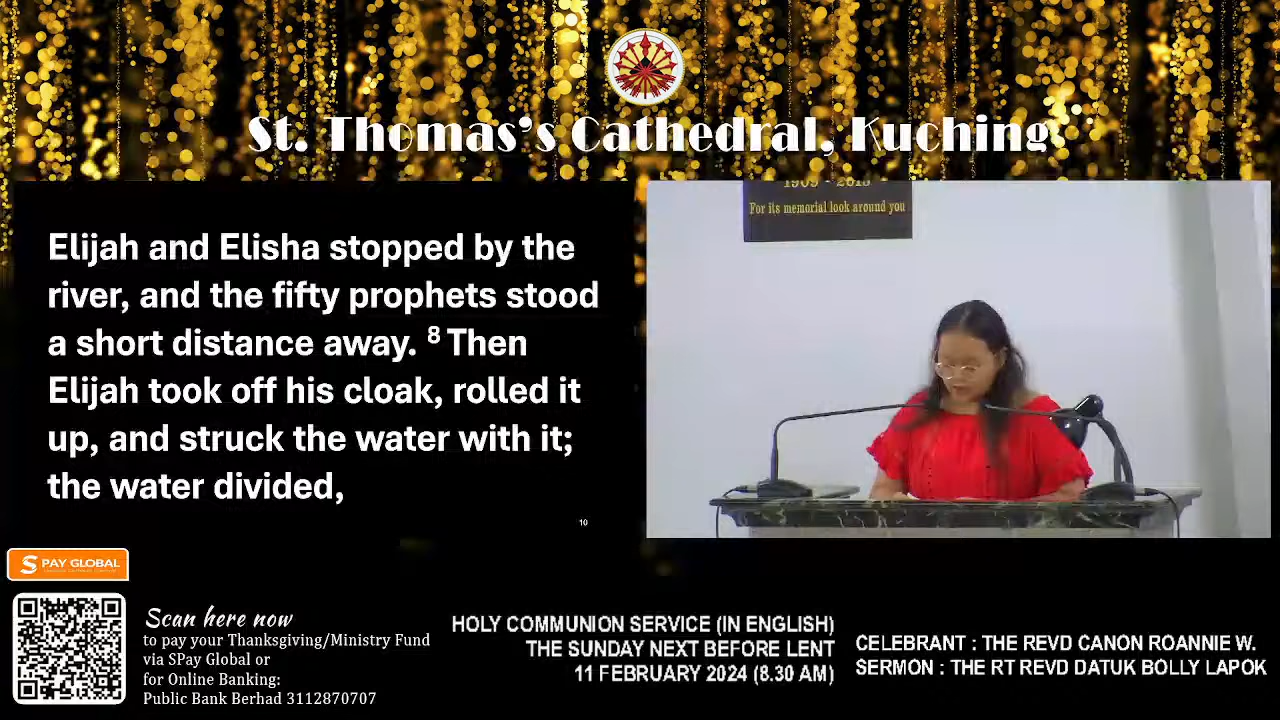 St. Thomas's Cathedral, Kuching
Elijah and Elisha stopped by the
river, and the fifty prophets stood
a short distance away. ⁸ Then
Elijah took off his cloak, rolled it
up, and struck the water with it;
the water divided,
10
1909 - 2015
For its memorial look around you
S PAY GLOBAL
Scan here now
to pay your Thanksgiving/Ministry Fund
via SPay Global or
for Online Banking:
Public Bank Berhad 3112870707
HOLY COMMUNION SERVICE (IN ENGLISH)
THE SUNDAY NEXT BEFORE LENT
11 FEBRUARY 2024 (8.30 AM)
CELEBRANT : THE REVD CANON ROANNIE W.
SERMON : THE RT REVD DATUK BOLLY LAPOK